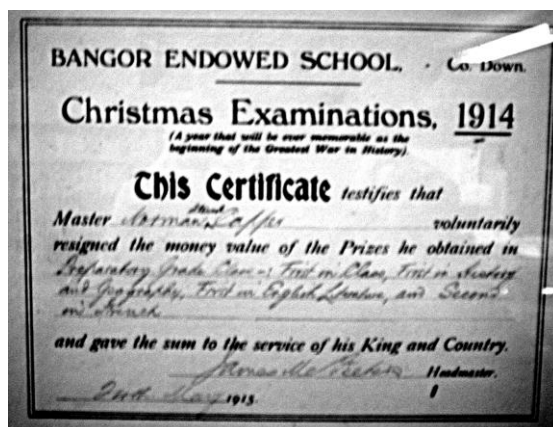 BANGOR ENDOWED SCHOOL, - Co. Down.
Christmas Examinations, 1914
(A year that will be ever memorable as the
beginning of the Greatest War in History).
This Certificate testifies that
Master Norman voluntarily
resigned the money value of the Prizes he obtained in
Preparatory Grade Class—: First in Class, First in History
and Geography, First in English Literature, and Second
in French
and gave the sum to the service of his King and Country.
James Headmaster.
2nd May 1915